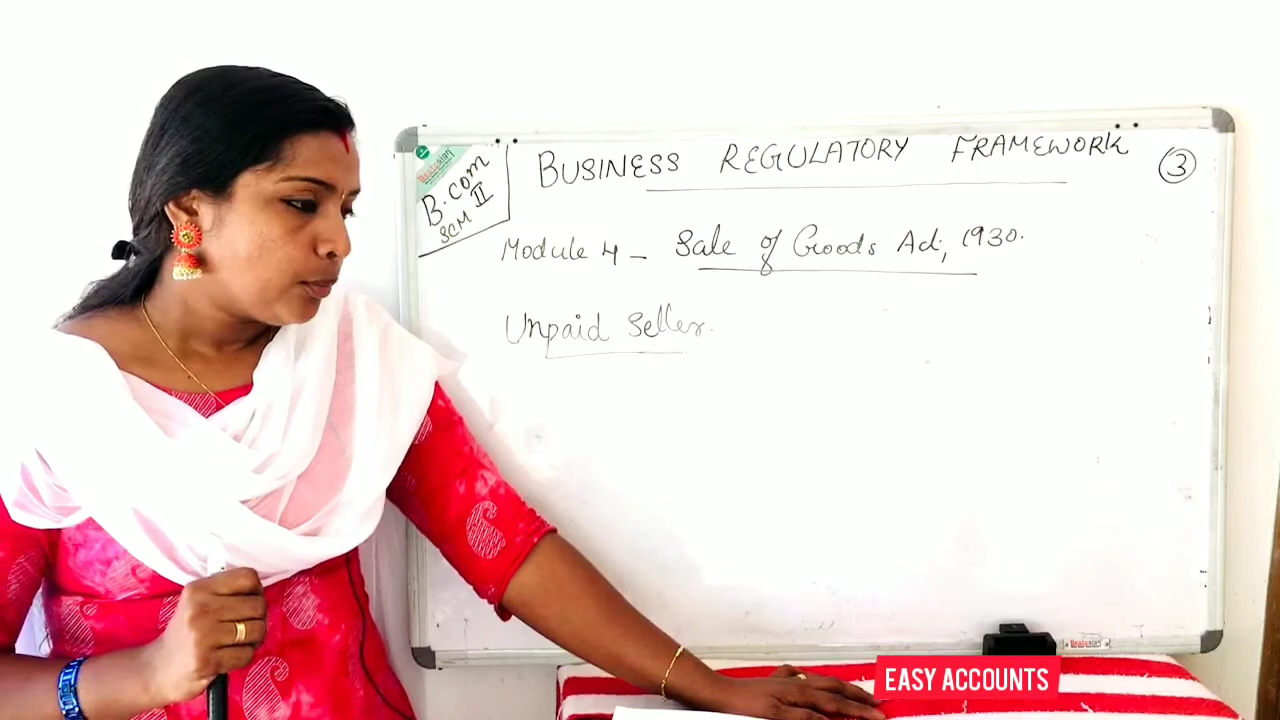 B.Com
SEM II
BUSINESS REGULATORY FRAMEWORK
3
Module 4 - Sale of Goods Act, 1930.
Unpaid Seller.
EASY ACCOUNTS